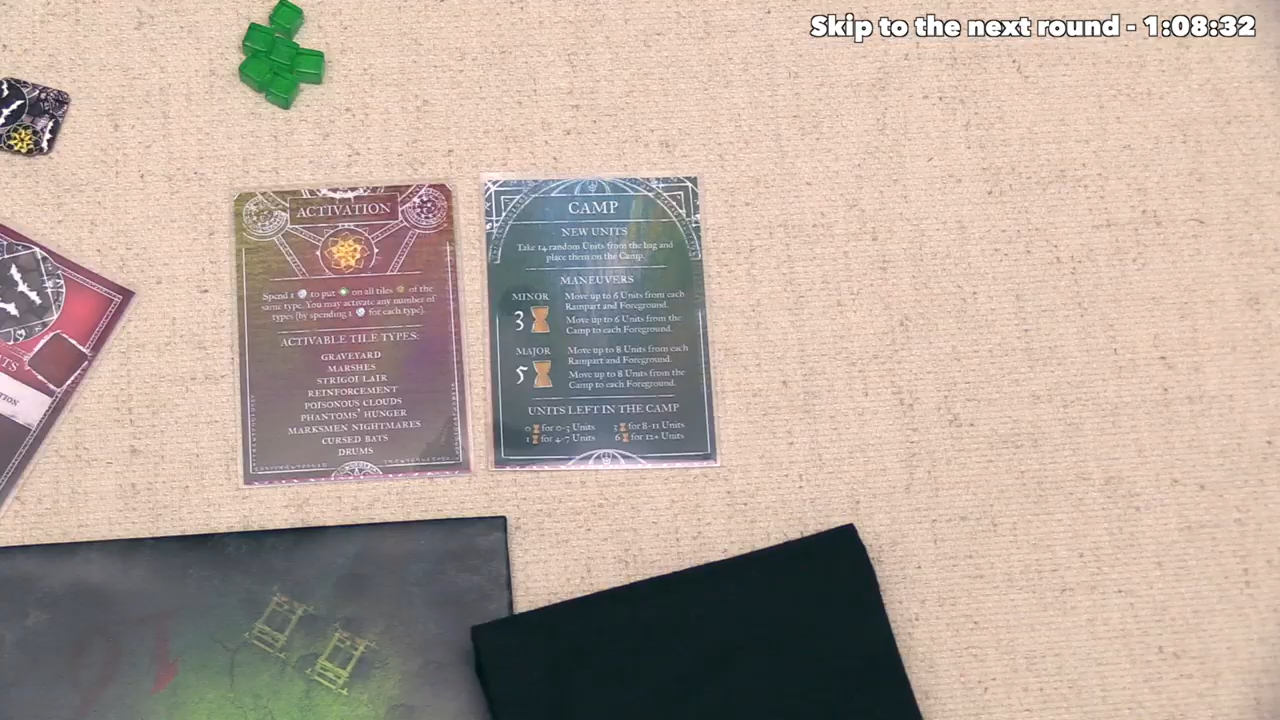 Skip to the next round - 1:08:32
ACTIVATION
Spend 1 to put on all tiles of the
same type. You may activate any number of
types (by spending 1 for each type).
ACTIVABLE TILE TYPES:
GRAVEYARD
MARSHES
STRIGOI LAIR
REINFORCEMENT
POISONOUS CLOUDS
PHANTOMS' HUNGER
MARKSMEN NIGHTMARES
CURSED BATS
DRUMS
CAMP
NEW UNITS
Take 14 random Units from the bag and
place them on the Camp.
MANEUVERS
MINOR
3
Move up to 6 Units from each
Rampart and Foreground.
Move up to 6 Units from the
Camp to each Foreground.
MAJOR
5
Move up to 8 Units from each
Rampart and Foreground.
Move up to 8 Units from the
Camp to each Foreground.
UNITS LEFT IN THE CAMP
0 for 0-3 Units 3 for 8-11 Units
1 for 4-7 Units 6 for 12+ Units